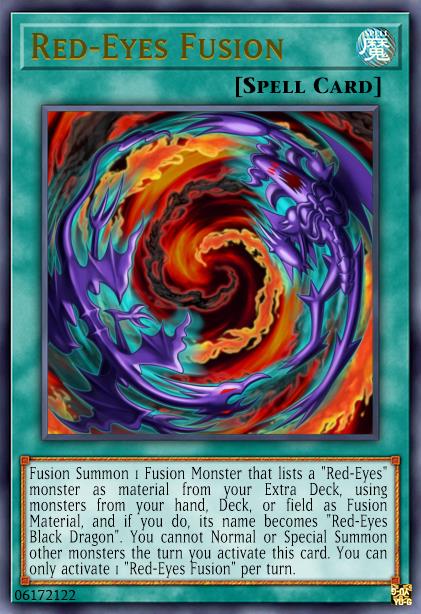 Red-Eyes Fusion
SPELL
魔
[Spell Card]
Fusion Summon 1 Fusion Monster that lists a "Red-Eyes"
monster as material from your Extra Deck, using
monsters from your hand, Deck, or field as Fusion
Material, and if you do, its name becomes "Red-Eyes
Black Dragon". You cannot Normal or Special Summon
other monsters the turn you activate this card. You can
only activate 1 "Red-Eyes Fusion" per turn.
06172122